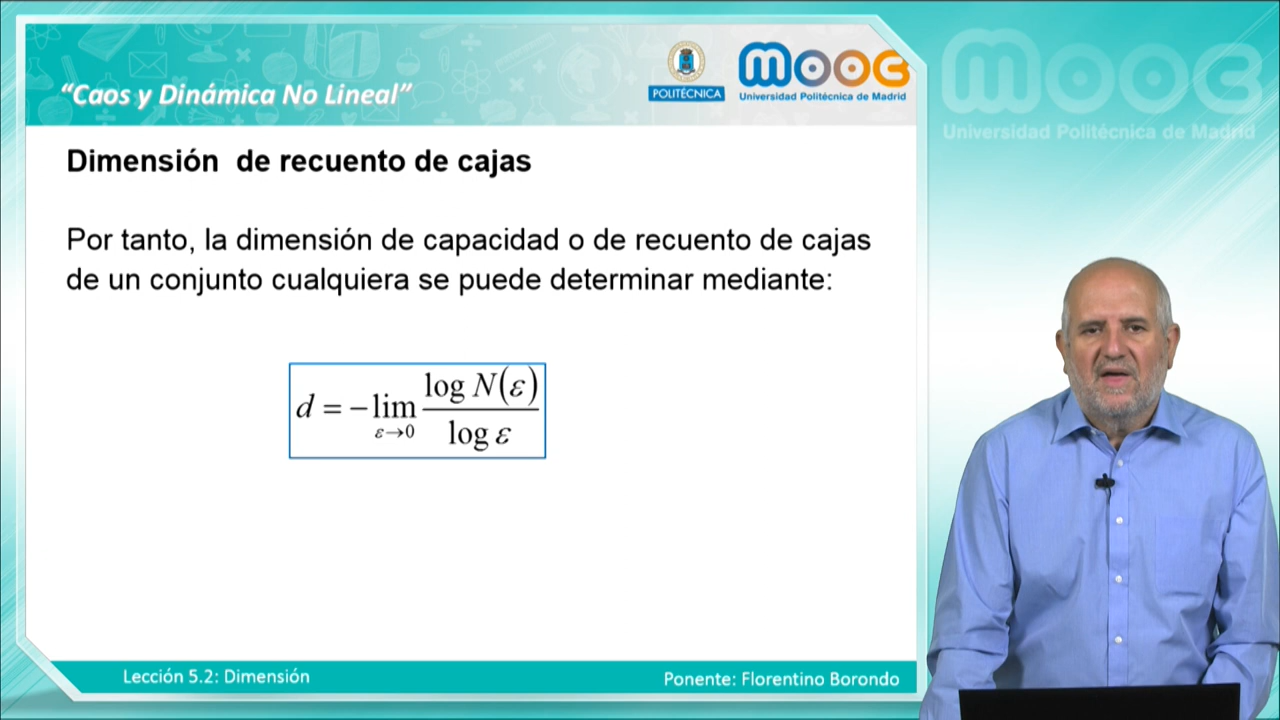 “Caos y Dinámica No Lineal”
POLITÉCNICA
mooc
Universidad Politécnica de Madrid
mooc
Universidad Politécnica de Madrid
Dimensión de recuento de cajas
Por tanto, la dimensión de capacidad o de recuento de cajas
de un conjunto cualquiera se puede determinar mediante:
d = −lim ε→0 log N(ε) / log ε
Lección 5.2: Dimensión
Ponente: Florentino Borondo